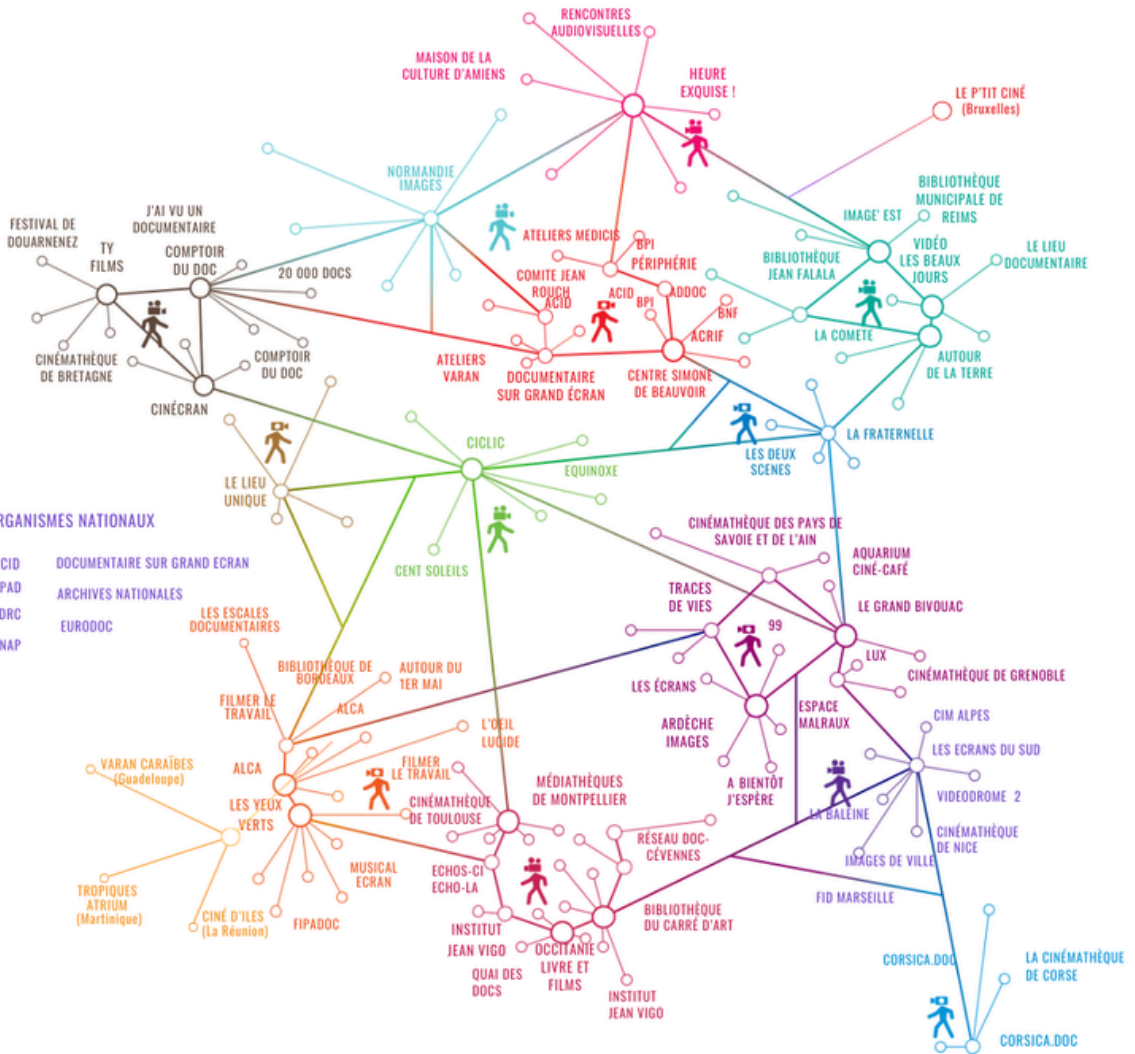 RENCONTRES
AUDIOVISUELLES
MAISON DE LA
CULTURE D'AMIENS
HEURE
EXQUISE !
LE P'TIT CINÉ
(Bruxelles)
NORMANDIE
IMAGES
BIBLIOTHÈQUE
MUNICIPALE DE
REIMS
IMAGE' EST
FESTIVAL DE
DOUARNENEZ
TY
FILMS
J'AI VU UN
DOCUMENTAIRE
COMPTOIR
DU DOC
20 000 DOCS
ATELIERS MEDICIS
BPI
PÉRIPHÉRIE
COMITE JEAN
ROUCH
ACID
ACID
BPI
ADDOC
BNF
ACRIF
BIBLIOTHÈQUE
JEAN FALALA
VIDÉO
LES BEAUX
JOURS
LE LIEU
DOCUMENTAIRE
LA COMETE
AUTOUR
DE LA TERRE
CINÉMATHÈQUE
DE BRETAGNE
COMPTOIR
DU DOC
CINÉCRAN
ATELIERS
VARAN
DOCUMENTAIRE
SUR GRAND ÉCRAN
CENTRE SIMONE
DE BEAUVOIR
LE LIEU
UNIQUE
CICLIC
EQUINOXE
LES DEUX
SCENES
LA FRATERNELLE
CENT SOLEILS
RGANISMES NATIONAUX
CID
DOCUMENTAIRE SUR GRAND ECRAN
PAD
ARCHIVES NATIONALES
DRC
EURODOC
NAP
CINÉMATHÈQUE DES PAYS DE
SAVOIE ET DE L'AIN
AQUARIUM
CINÉ-CAFÉ
TRACES
DE VIES
99
LE GRAND BIVOUAC
LUX
CINÉMATHÈQUE DE GRENOBLE
LES ÉCRANS
ARDÈCHE
IMAGES
ESPACE
MALRAUX
A BIENTÔT
J'ESPÈRE
LES ESCALES
DOCUMENTAIRES
BIBLIOTHÈQUE DE
BORDEAUX
AUTOUR DU
1ER MAI
FILMER LE
TRAVAIL
ALCA
L'OEIL
LUCIDE
ALCA
FILMER
LE TRAVAIL
LES YEUX
VERTS
MUSICAL
ECRAN
FIPADOC
VARAN CARAÏBES
(Guadeloupe)
TROPIQUES
ATRIUM
(Martinique)
CINÉ D'ILES
(La Réunion)
CINÉMATHÈQUE
DE TOULOUSE
MÉDIATHÈQUES
DE MONTPELLIER
ECHOS-CI
ECHO-LA
RÉSEAU DOC-
CÉVENNES
INSTITUT
JEAN VIGO
QUAI DES
DOCS
OCCITANIE
LIVRE ET
FILMS
BIBLIOTHÈQUE
DU CARRÉ D'ART
INSTITUT
JEAN VIGO
CIM ALPES
LES ECRANS DU SUD
VIDEODROME 2
LA BALEINE
CINÉMATHÈQUE
DE NICE
IMAGES DE VILLE
FID MARSEILLE
CORSICA.DOC
LA CINÉMATHÈQUE
DE CORSE
CORSICA.DOC